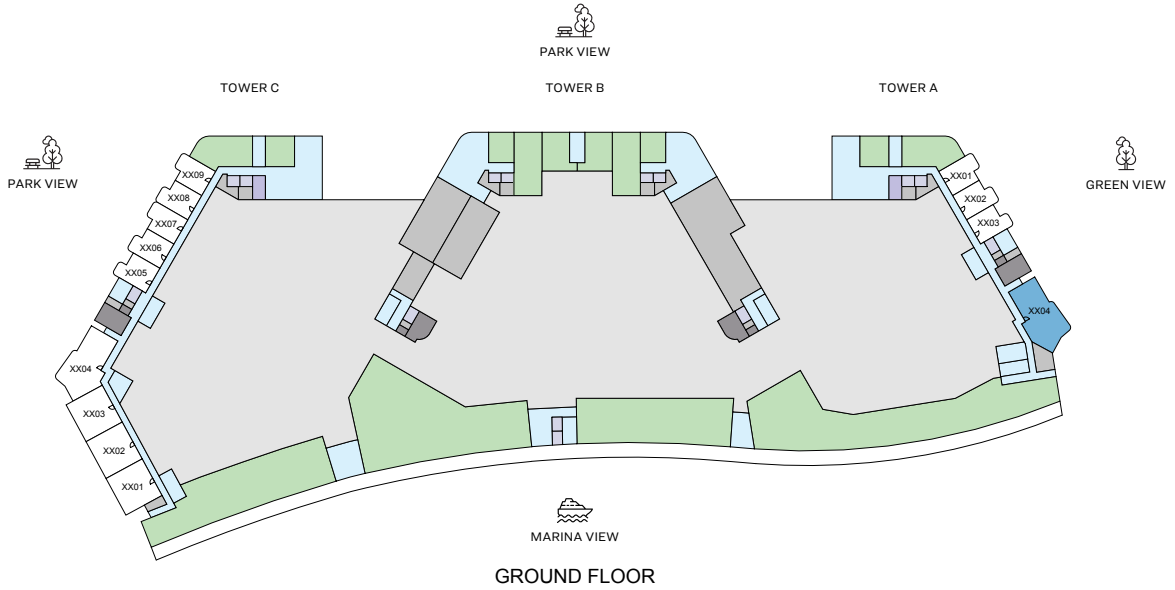 PARK VIEW
TOWER C
TOWER B
TOWER A
PARK VIEW
GREEN VIEW
XX09
XX08
XX07
XX06
XX05
XX04
XX03
XX02
XX01
XX01
XX02
XX03
XX04
MARINA VIEW
GROUND FLOOR